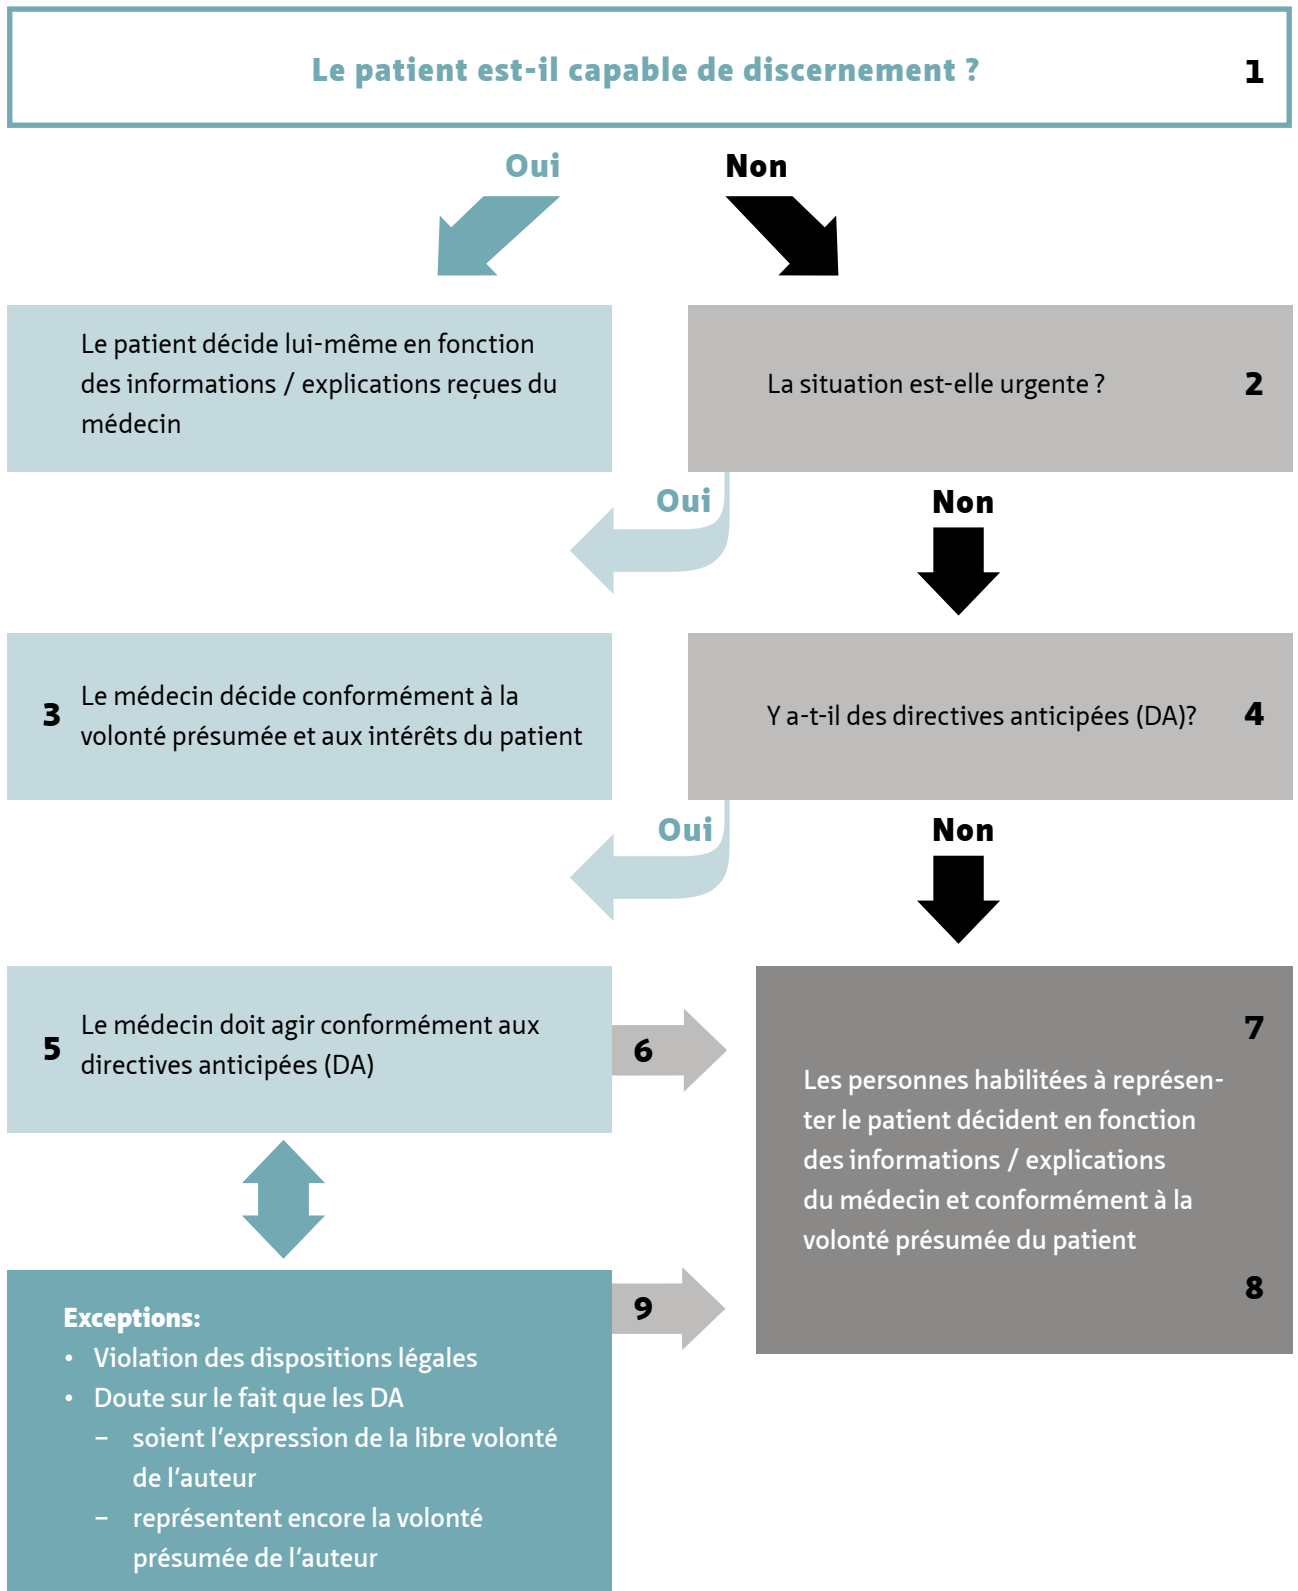 Le patient est-il capable de discernement ? 1
Oui
Non
Le patient décide lui-même en fonction
des informations / explications reçues du
médecin
La situation est-elle urgente ? 2
Oui
Non
3
Le médecin décide conformément à la
volonté présumée et aux intérêts du patient
Y a-t-il des directives anticipées (DA)? 4
Oui
Non
5
Le médecin doit agir conformément aux
directives anticipées (DA)
6
7
Les personnes habilitées à représen-
ter le patient décident en fonction
des informations / explications
du médecin et conformément à la
volonté présumée du patient
8
Exceptions:
• Violation des dispositions légales
• Doute sur le fait que les DA
– soient l’expression de la libre volonté
de l’auteur
– représentent encore la volonté
présumée de l’auteur
9